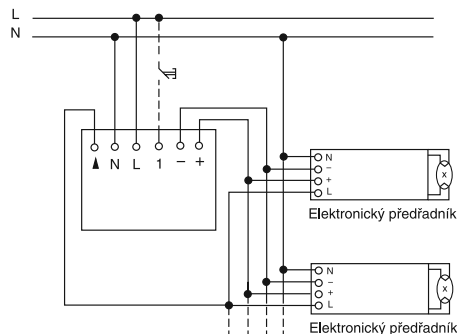 L
N
▲ N L 1 − +
N
−
+
L
Elektronický předřadník
N
−
+
L
Elektronický předřadník